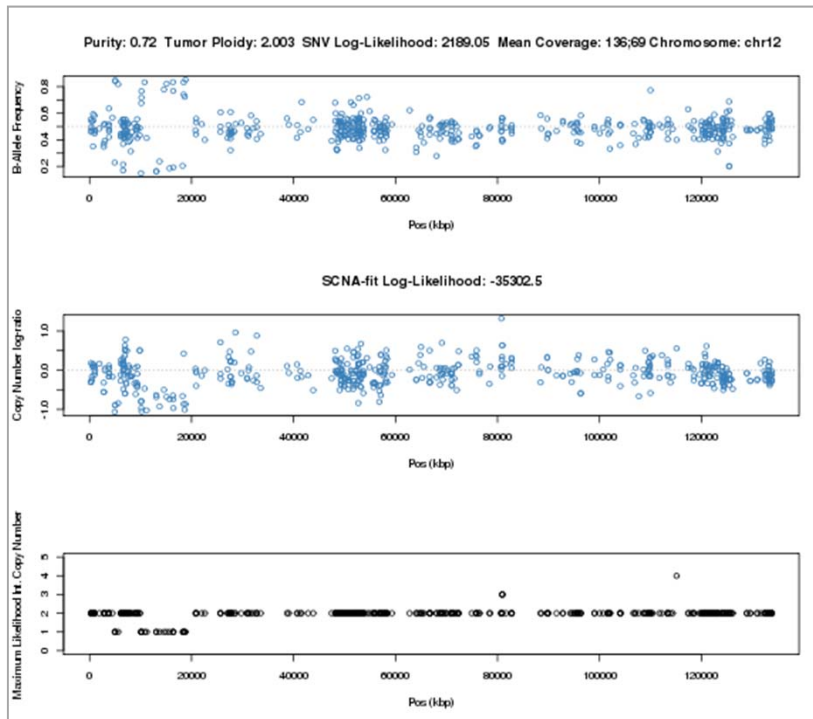 Purity: 0.72 Tumor Ploidy: 2.003 SNV Log-Likelihood: 2189.05 Mean Coverage: 136;69 Chromosome: chr12
B-Allele Frequency
0.8
0.6
0.4
0.2
0 20000 40000 60000 80000 100000 120000
Pos (kbp)
SCNA-fit Log-Likelihood: -35302.5
Copy Number log-ratio
1.0
0.0
-1.0
0 20000 40000 60000 80000 100000 120000
Pos (kbp)
Maximum Likelihood Int. Copy Number
5
4
3
2
1
0
0 20000 40000 60000 80000 100000 120000
Pos (kbp)